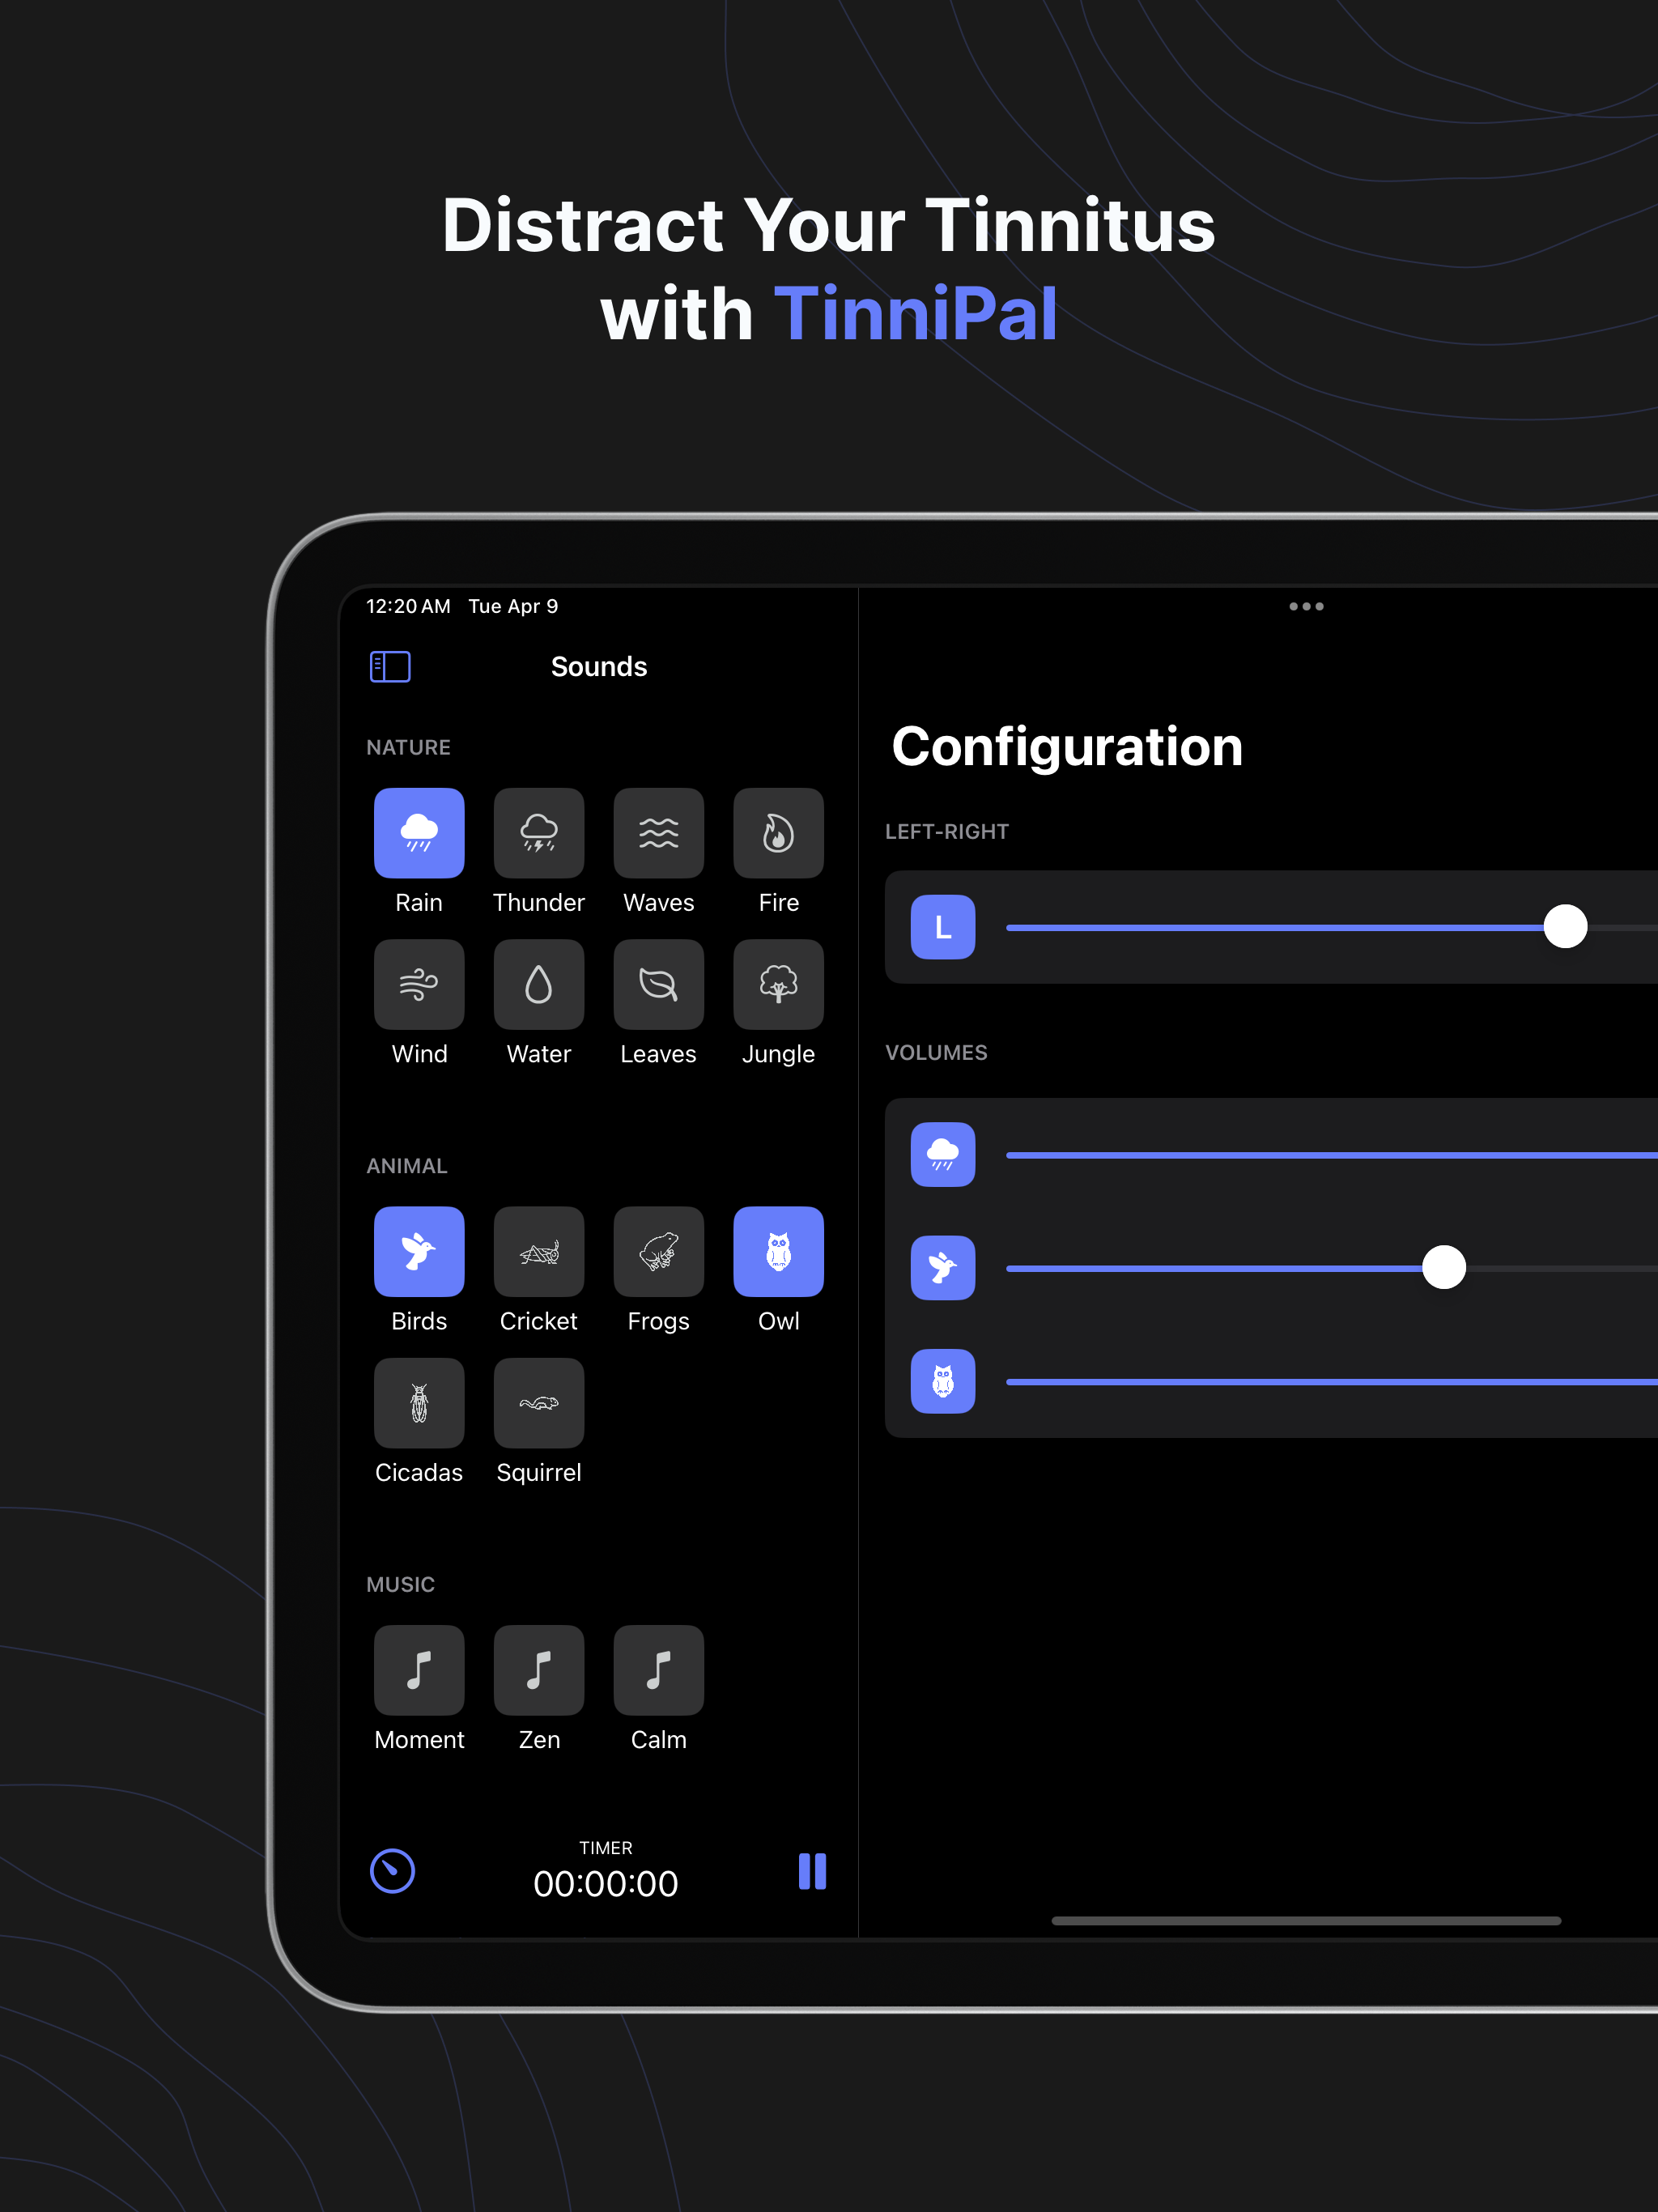 Distract Your Tinnitus
with TinniPal
12:20 AM Tue Apr 9
Sounds
NATURE
Rain Thunder Waves Fire
Wind Water Leaves Jungle
ANIMAL
Birds Cricket Frogs Owl
Cicadas Squirrel
MUSIC
Moment Zen Calm
TIMER
00:00:00
Configuration
LEFT-RIGHT
L
VOLUMES